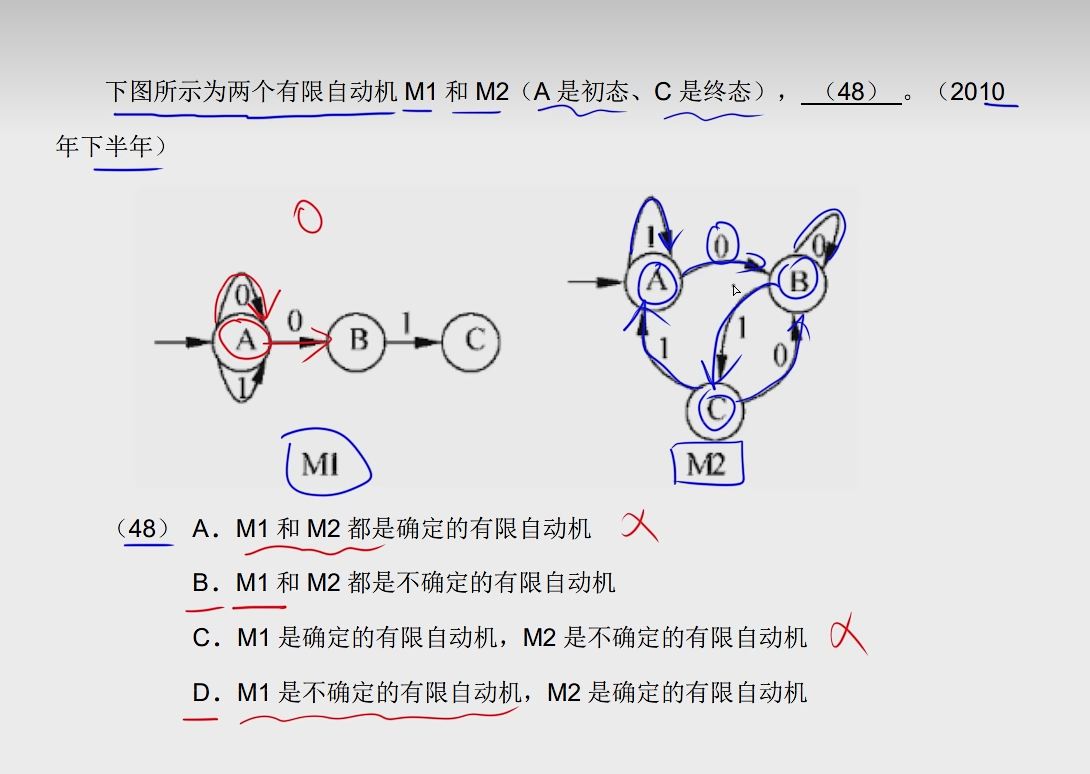 下图所示为两个有限自动机 M1 和 M2（A 是初态、C 是终态），（48）。（2010
年下半年）
0
1 0 0
A B
0 0
A B 1 C 1 1 0
1 C
M1 M2
（48） A．M1 和 M2 都是确定的有限自动机
B．M1 和 M2 都是不确定的有限自动机
C．M1 是确定的有限自动机，M2 是不确定的有限自动机
D．M1 是不确定的有限自动机，M2 是确定的有限自动机